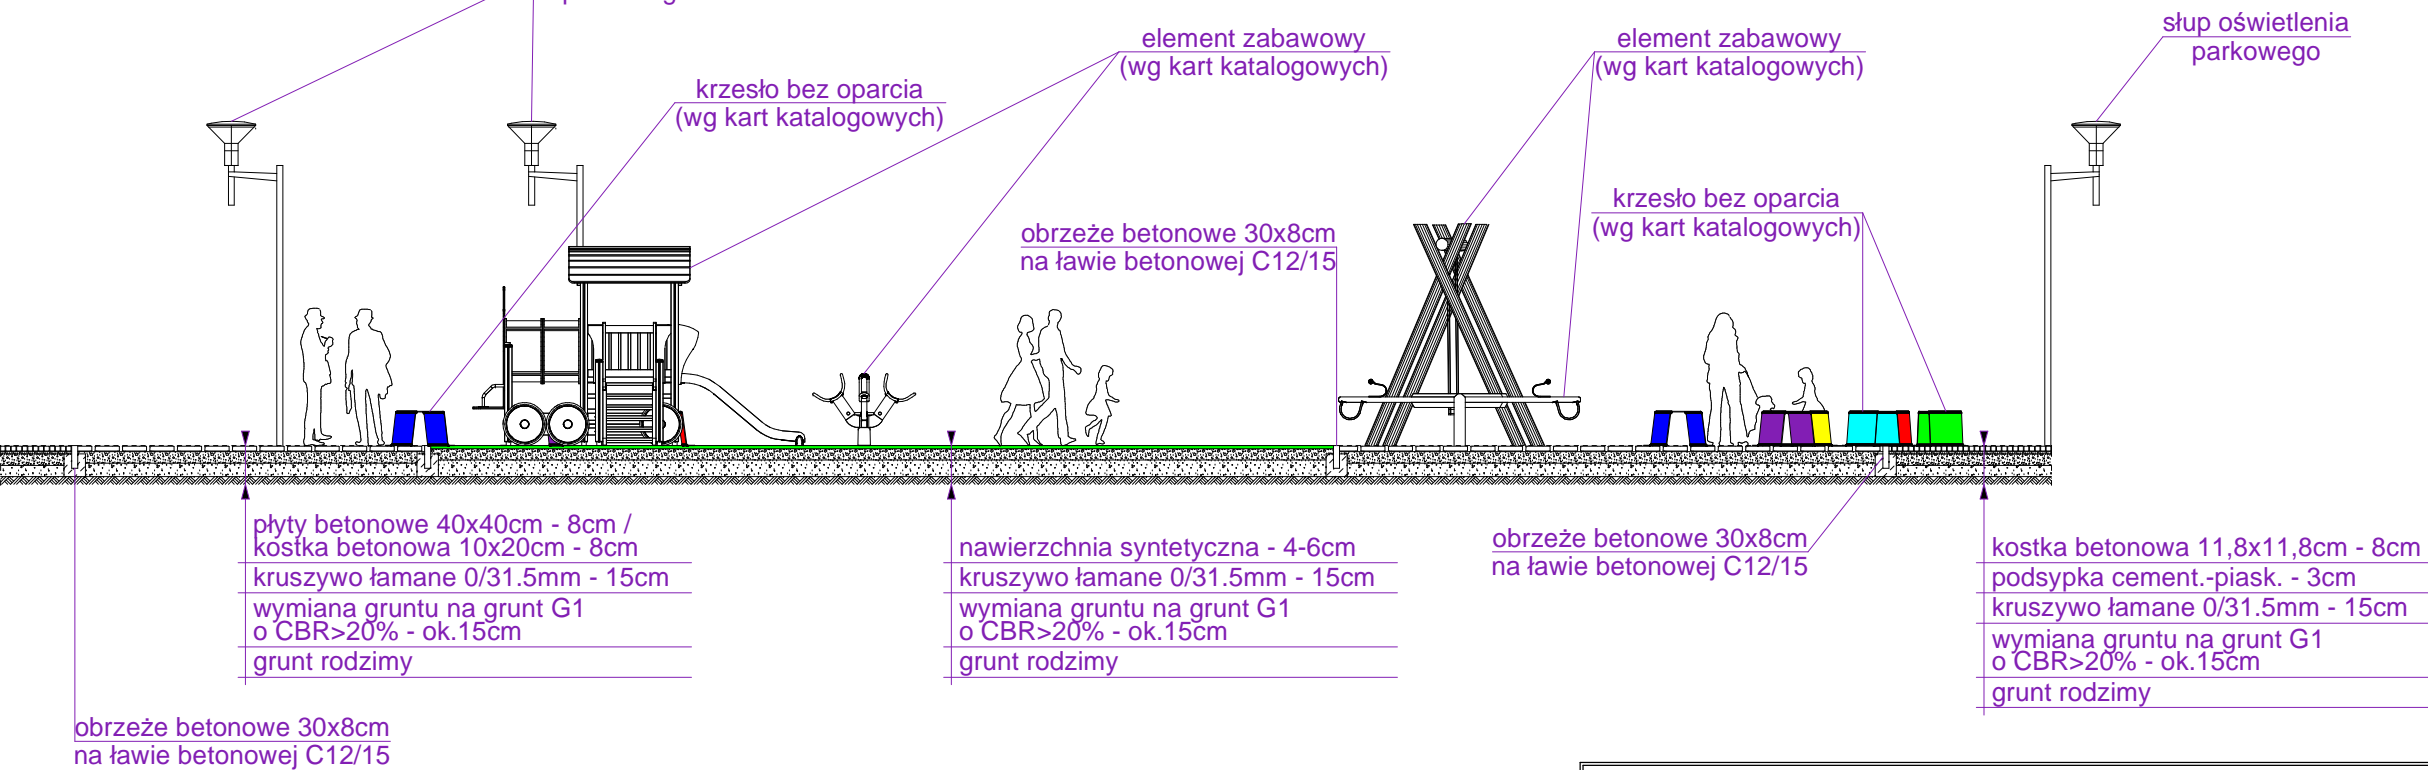 słup oświetlenia
parkowego
element zabawowy
(wg kart katalogowych)
element zabawowy
(wg kart katalogowych)
krzesło bez oparcia
(wg kart katalogowych)
krzesło bez oparcia
(wg kart katalogowych)
obrzeże betonowe 30x8cm
na ławie betonowej C12/15
płyty betonowe 40x40cm - 8cm /
kostka betonowa 10x20cm - 8cm
kruszywo łamane 0/31.5mm - 15cm
wymiana gruntu na grunt G1
o CBR>20% - ok.15cm
grunt rodzimy
nawierzchnia syntetyczna - 4-6cm
kruszywo łamane 0/31.5mm - 15cm
wymiana gruntu na grunt G1
o CBR>20% - ok.15cm
grunt rodzimy
obrzeże betonowe 30x8cm
na ławie betonowej C12/15
kostka betonowa 11,8x11,8cm - 8cm
podsypka cement.-piask. - 3cm
kruszywo łamane 0/31.5mm - 15cm
wymiana gruntu na grunt G1
o CBR>20% - ok.15cm
grunt rodzimy
obrzeże betonowe 30x8cm
na ławie betonowej C12/15